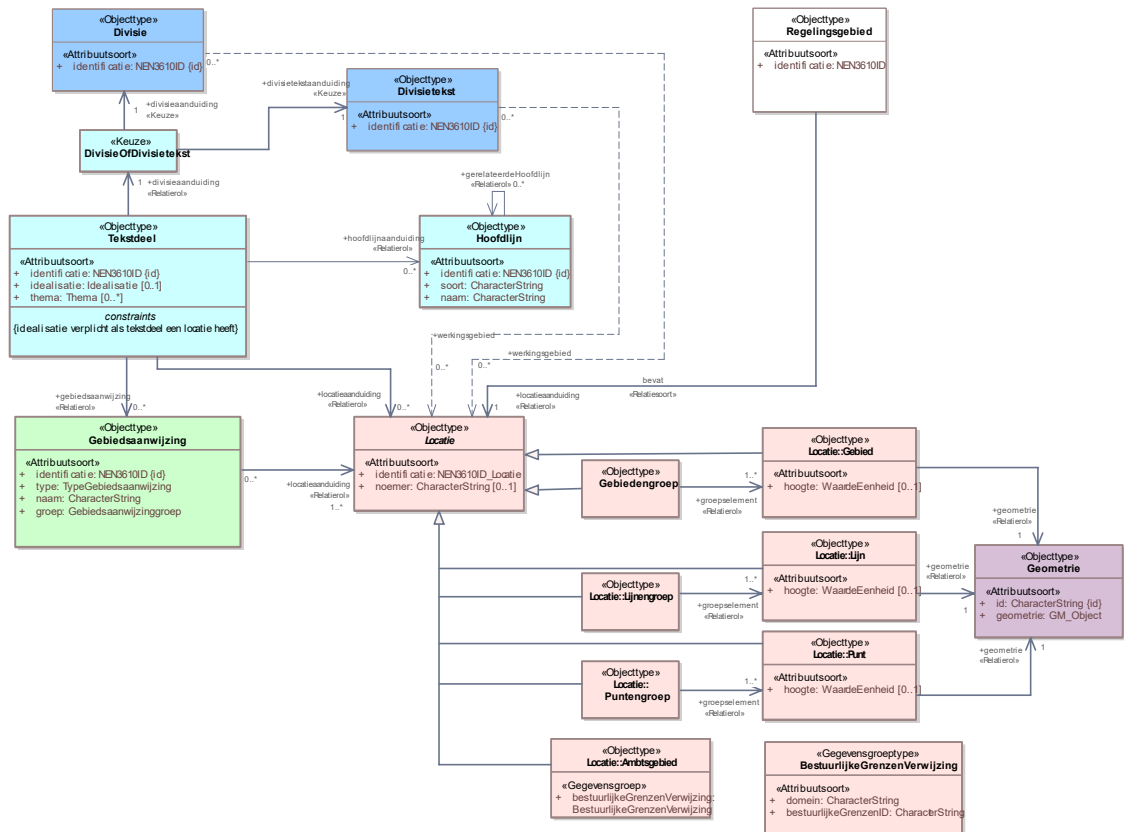 «Objecttype»
Divisie
«Attribuutsoort»
+ identificatie: NEN3610ID {id}
0..*
«Objecttype»
Regelingsgebied
«Attribuutsoort»
+ identificatie: NEN3610ID
+divisietekstaanduiding
«Keuze»
1
«Objecttype»
Divisietekst
«Attribuutsoort»
+ identificatie: NEN3610ID {id}
0..*
+divisieaanduiding
1
«Keuze»
«Keuze»
DivisieOfDivisietekst
1 +divisieaanduiding
«Relatierol»
+gerelateerdeHoofdlijn
«Relatierol» 0..*
«Objecttype»
Tekstdeel
«Attribuutsoort»
+ identificatie: NEN3610ID {id}
+ idealisatie: Idealisatie [0..1]
+ thema: Thema [0..*]
constraints
{idealisatie verplicht als tekstdeel een locatie heeft}
+hoofdlijnaanduiding
«Relatierol»
0..*
«Objecttype»
Hoofdlijn
«Attribuutsoort»
+ identificatie: NEN3610ID {id}
+ soort: CharacterString
+ naam: CharacterString
+werkingsgebied
0..*
+werkingsgebied
0..*
bevat
«Relatiesoort»
+gebiedsaanwijzing
«Relatierol»
0..*
+locatieaanduiding
«Relatierol»
0..*
+locatieaanduiding
1
«Relatierol»
«Objecttype»
Gebiedsaanwijzing
«Attribuutsoort»
+ identificatie: NEN3610ID {id}
+ type: TypeGebiedsaanwijzing
+ naam: CharacterString
+ groep: Gebiedsaanwijzinggroep
0..*
+locatieaanduiding
«Relatierol»
1..*
«Objecttype»
Locatie
«Attribuutsoort»
+ identificatie: NEN3610ID_Locatie
+ noemer: CharacterString [0..1]
«Objecttype»
Gebiedengroep
1..*
+groepselement
«Relatierol»
«Objecttype»
Locatie::Gebied
«Attribuutsoort»
+ hoogte: WaardeEenheid [0..1]
+geometrie
«Relatierol»
1
«Objecttype»
Locatie::Lijnengroep
1..*
+groepselement
«Relatierol»
«Objecttype»
Locatie::Lijn
«Attribuutsoort»
+ hoogte: WaardeEenheid [0..1]
+geometrie
«Relatierol»
1
«Objecttype»
Geometrie
«Attribuutsoort»
+ id: CharacterString {id}
+ geometrie: GM_Object
«Objecttype»
Locatie::
Puntengroep
1..*
+groepselement
«Relatierol»
«Objecttype»
Locatie::Punt
«Attribuutsoort»
+ hoogte: WaardeEenheid [0..1]
+geometrie
1
«Relatierol»
«Objecttype»
Locatie::Ambtsgebied
«Gegevensgroep»
+ bestuurlijkeGrenzenVerwijzing:
BestuurlijkeGrenzenVerwijzing
«Gegevensgroeptype»
BestuurlijkeGrenzenVerwijzing
«Attribuutsoort»
+ domein: CharacterString
+ bestuurlijkeGrenzenID: CharacterString